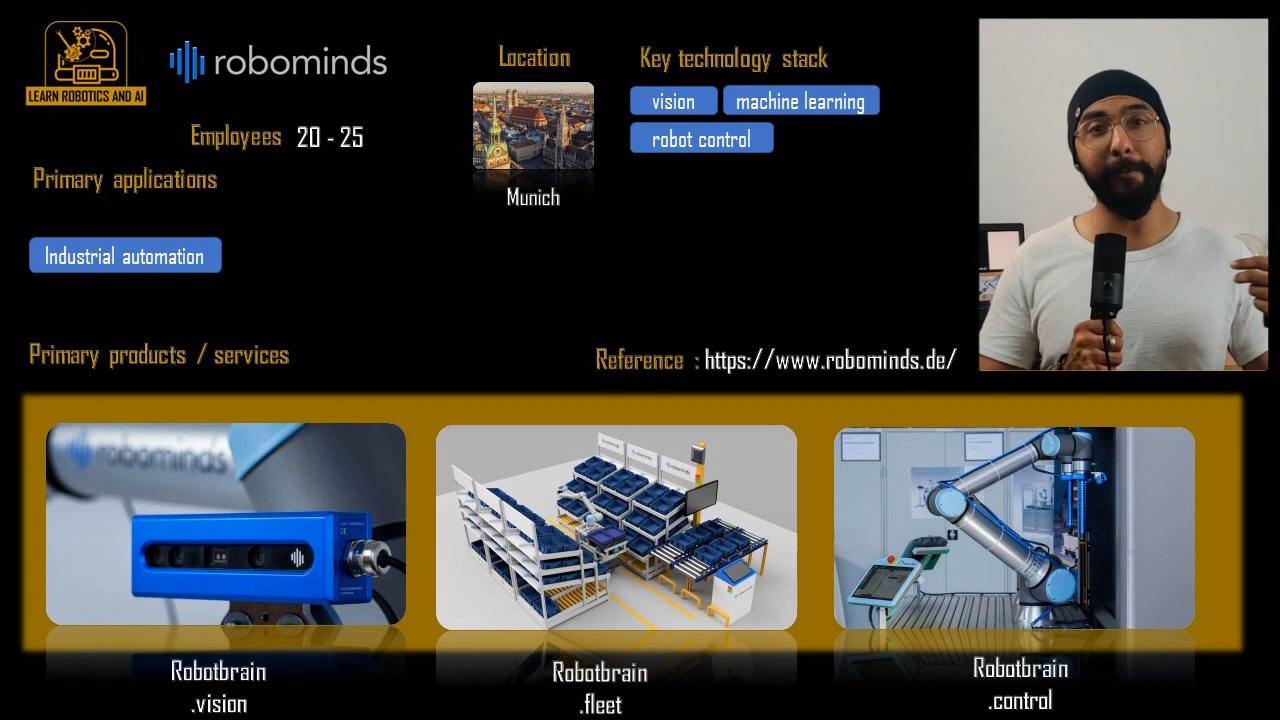 LEARN ROBOTICS AND AI
robominds
Location
Key technology stack
vision
machine learning
robot control
Employees 20 - 25
Primary applications
Munich
Industrial automation
Primary products / services
Reference : https://www.robominds.de/
robominds
robominds
Robotbrain
.vision
Robotbrain
.fleet
Robotbrain
.control